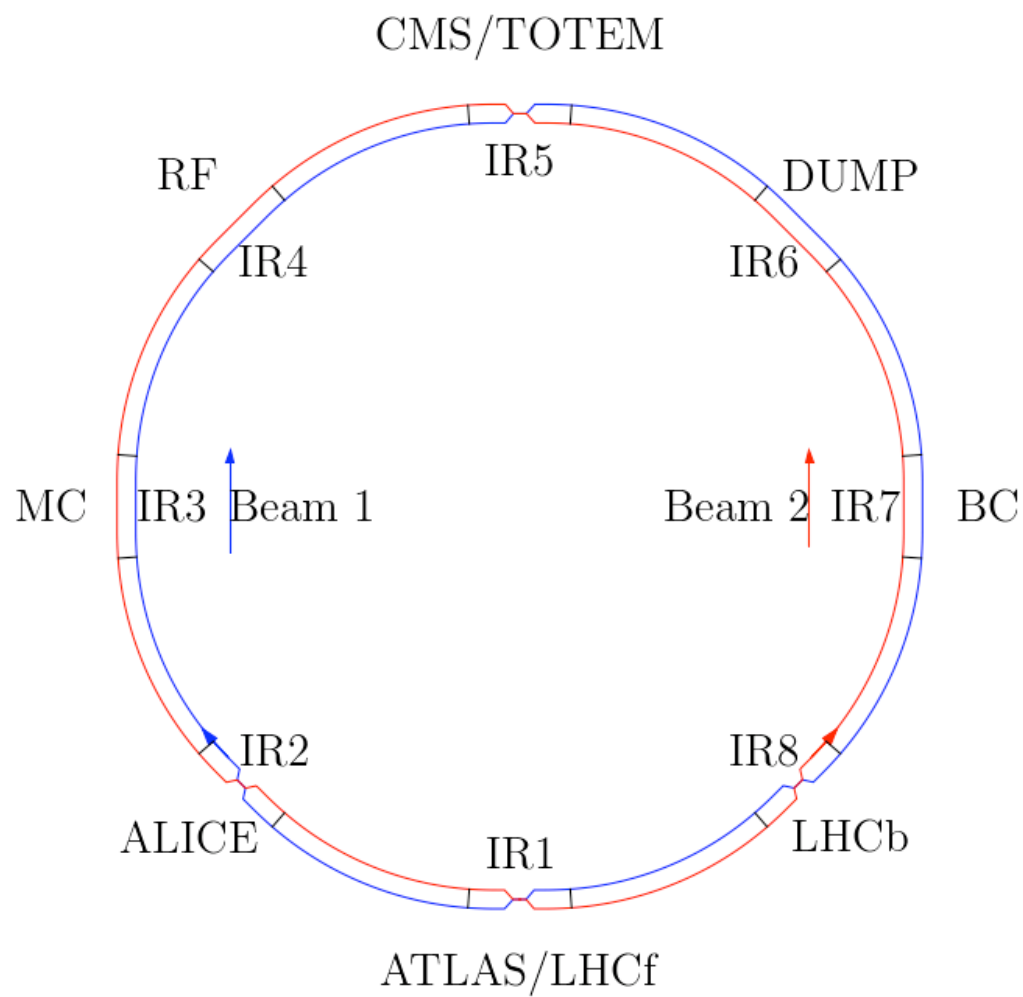 CMS/TOTEM
IR5
RF
DUMP
IR4
IR6
MC
IR3
Beam 1
Beam 2
IR7
BC
IR2
IR8
ALICE
LHCb
IR1
ATLAS/LHCf